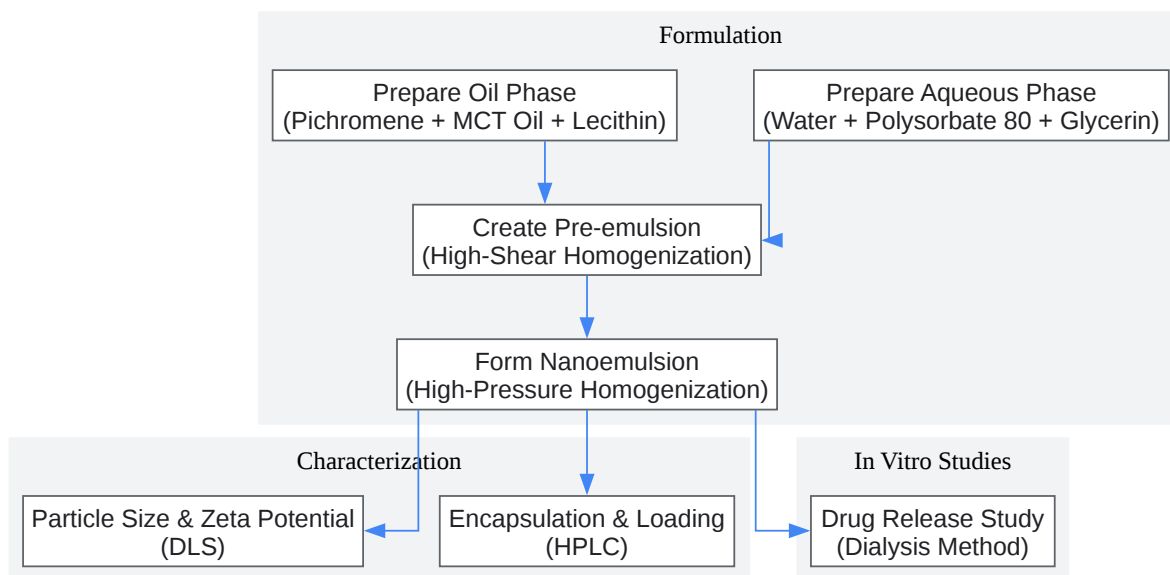 Formulation
Prepare Oil Phase
(Pichromene + MCT Oil + Lecithin)
Prepare Aqueous Phase
(Water + Polysorbate 80 + Glycerin)
Create Pre-emulsion
(High-Shear Homogenization)
Form Nanoemulsion
(High-Pressure Homogenization)
Characterization
Particle Size & Zeta Potential
(DLS)
Encapsulation & Loading
(HPLC)
In Vitro Studies
Drug Release Study
(Dialysis Method)